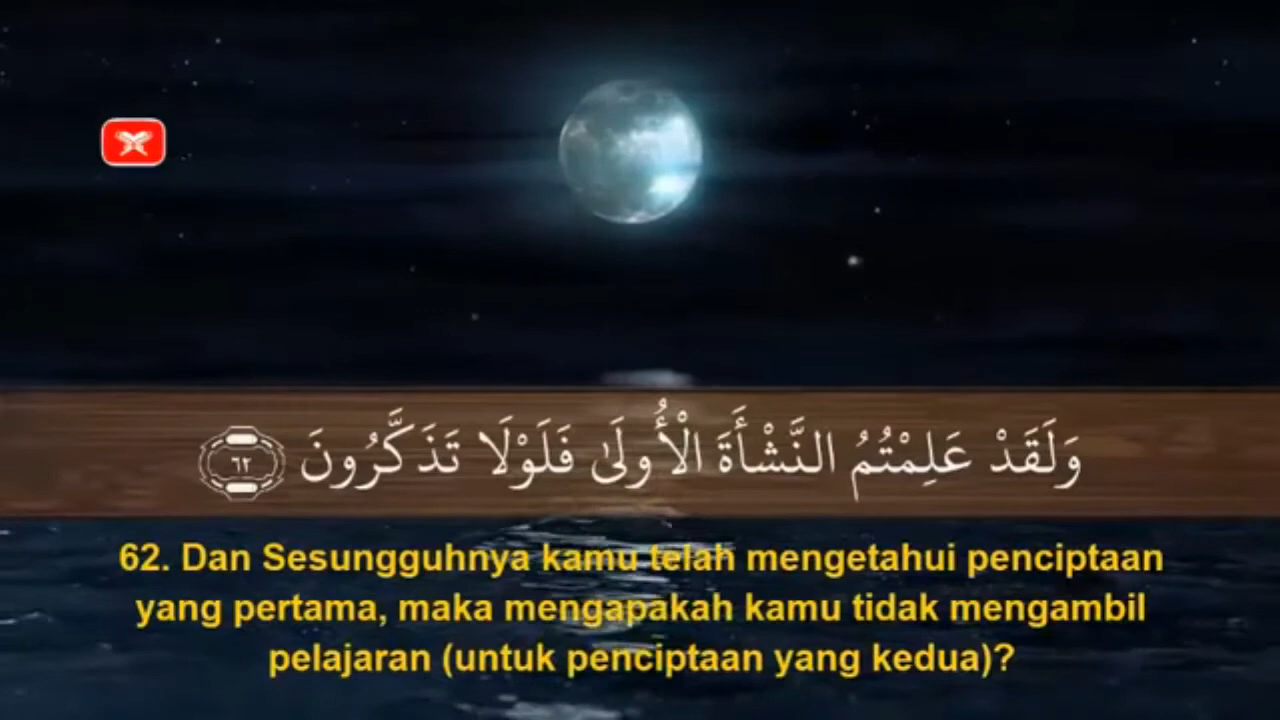 وَلَقَدْ عَلِمْتُمُ النَّشْأَةَ الْأُولَىٰ فَلَوْلَا تَذَكَّرُونَ ٦٢
62. Dan Sesungguhnya kamu telah mengetahui penciptaan
yang pertama, maka mengapakah kamu tidak mengambil
pelajaran (untuk penciptaan yang kedua)?